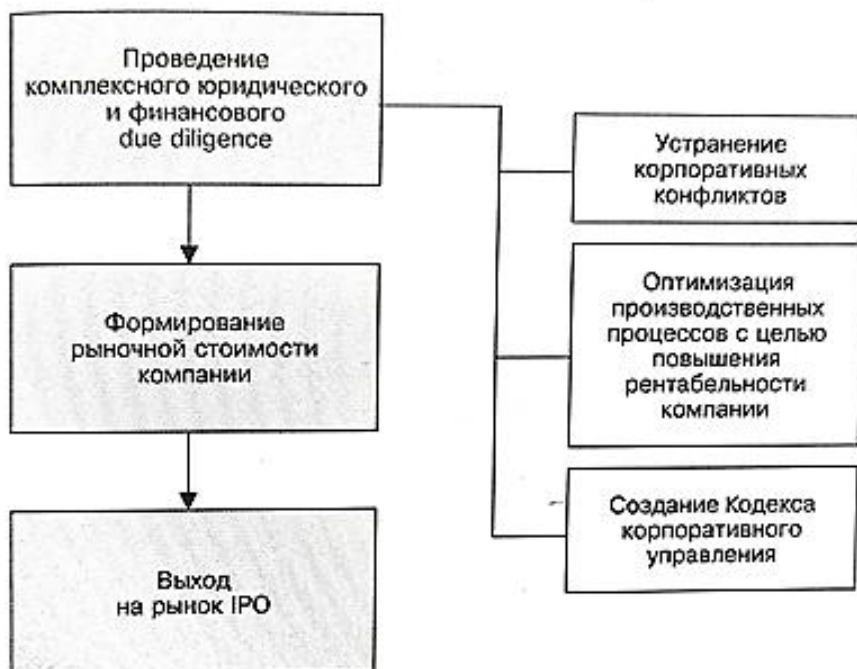 Проведение
комплексного юридического
и финансового
due diligence
Формирование
рыночной стоимости
компании
Выход
на рынок IPO
Устранение
корпоративных
конфликтов
Оптимизация
производственных
процессов с целью
повышения
рентабельности
компании
Создание Кодекса
корпоративного
управления